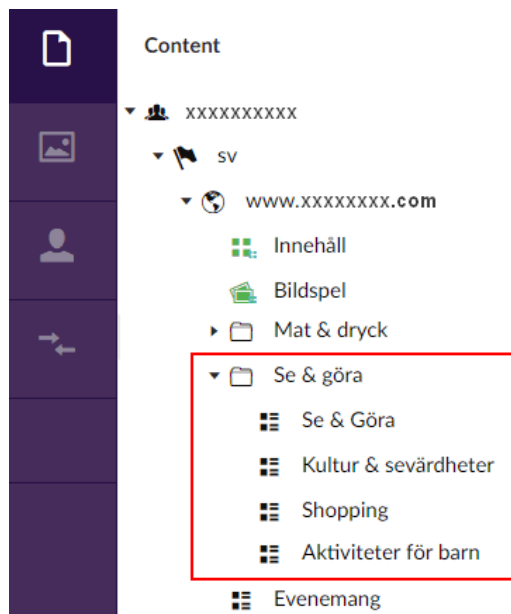 Content
xxxxxxxxxx
sv
www.xxxxxxxx.com
Innehåll
Bildspel
Mat & dryck
Se & göra
Se & Göra
Kultur & sevärdheter
Shopping
Aktiviteter för barn
Evenemang